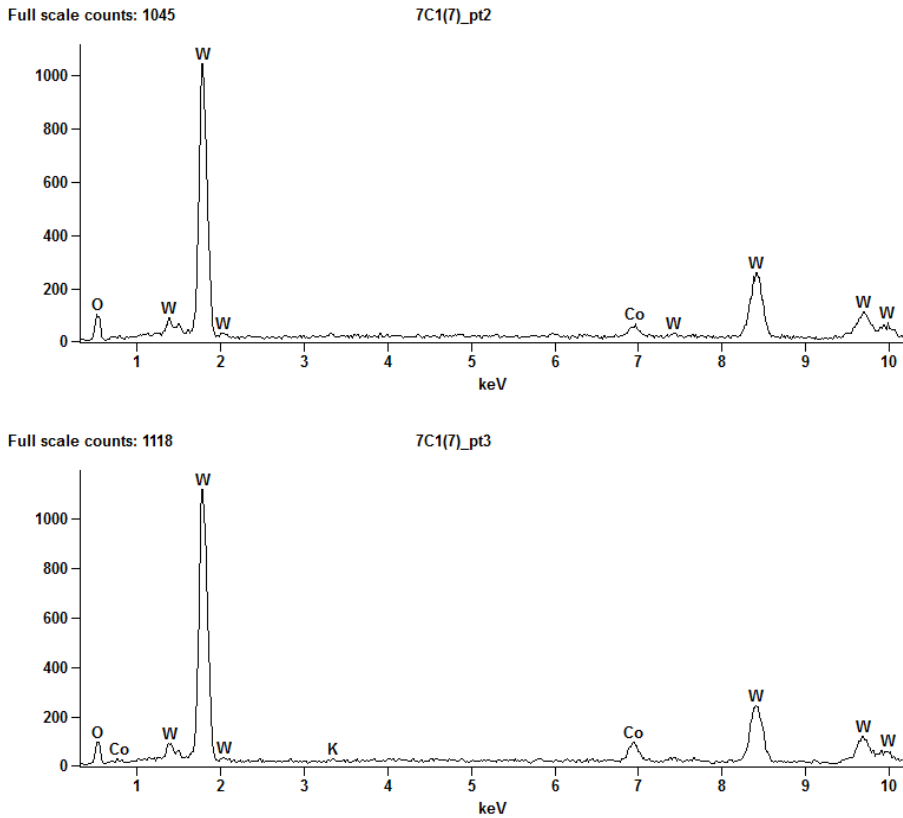 Full scale counts: 1045 7C1(7)_pt2
W
1000
800
600
400
W
200
O W W Co W W W
0
1 2 3 4 5 6 7 8 9 10
keV
Full scale counts: 1118 7C1(7)_pt3
W
1000
800
600
400
W
200
O Co W W K Co W W
0
1 2 3 4 5 6 7 8 9 10
keV